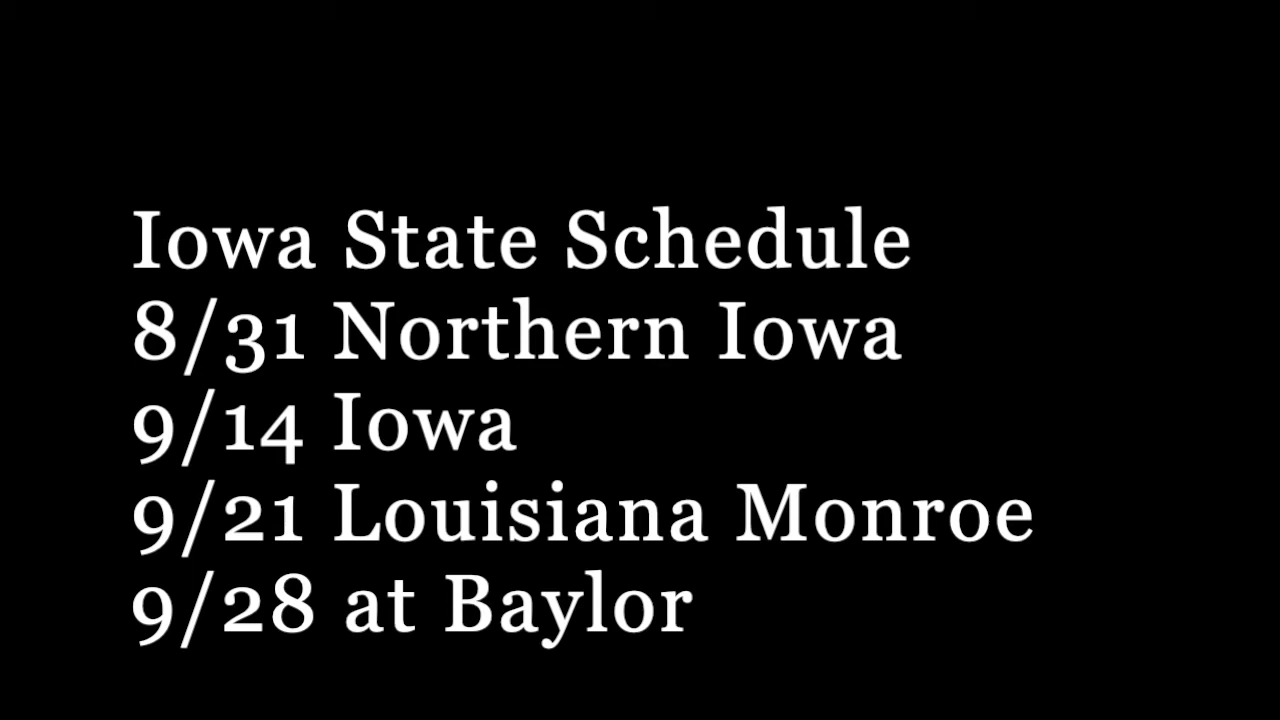 Iowa State Schedule
8/31 Northern Iowa
9/14 Iowa
9/21 Louisiana Monroe
9/28 at Baylor